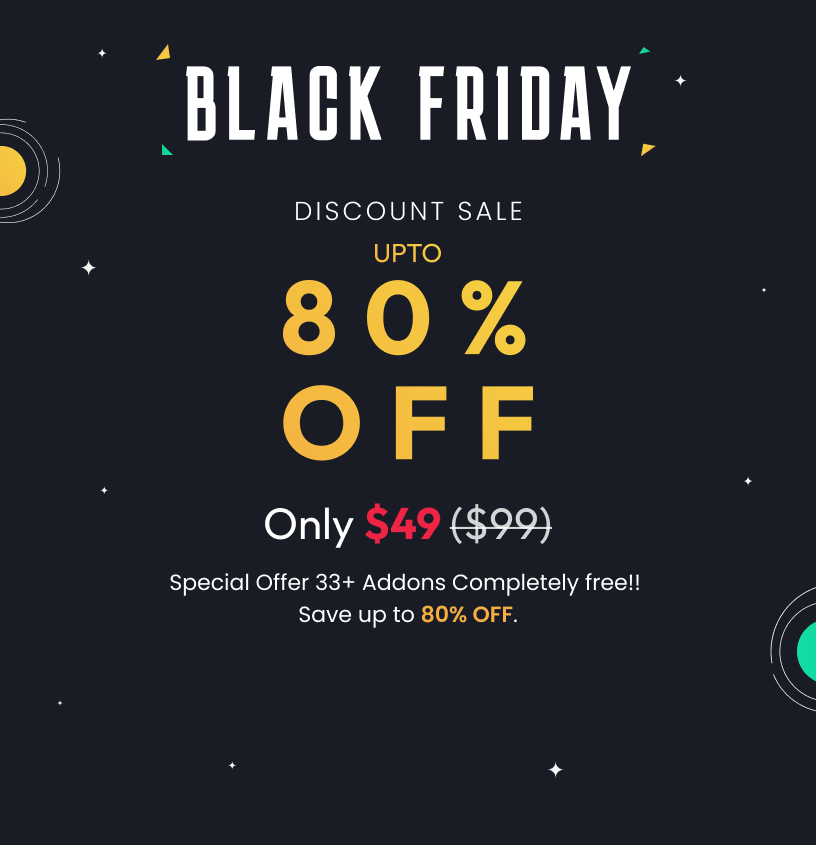 BLACK FRIDAY
DISCOUNT SALE
UPTO
80%
OFF
Only $49 ($99)
Special Offer 33+ Addons Completely free!!
Save up to 80% OFF.